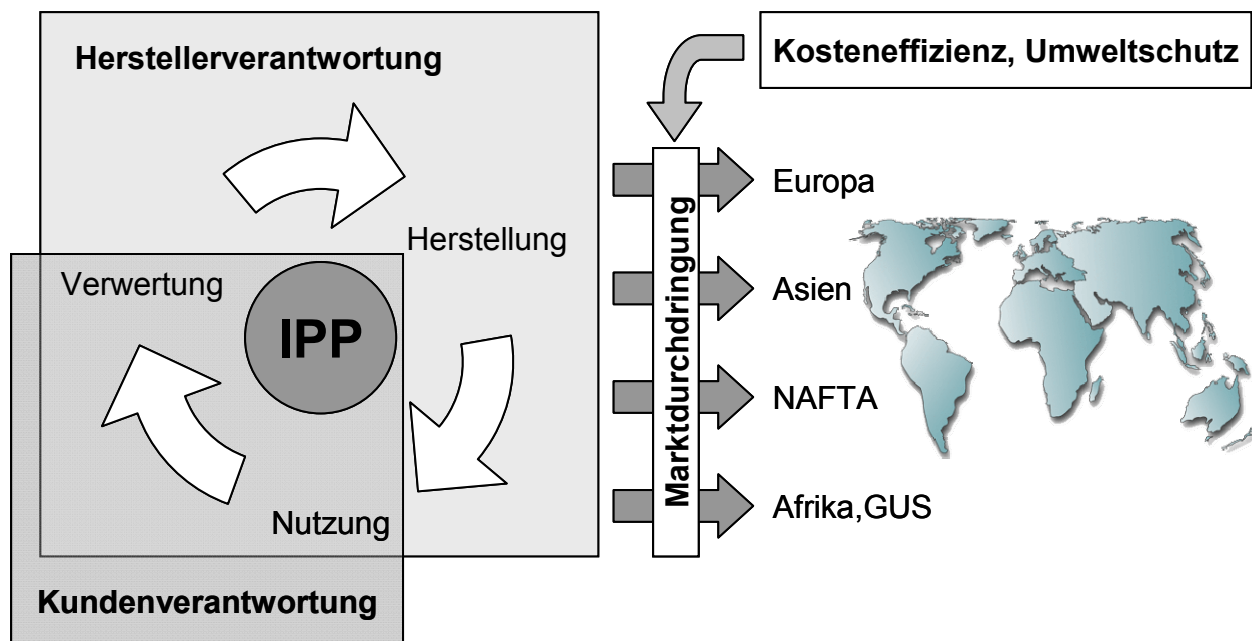 Herstellerverantwortung
Kosteneffizienz, Umweltschutz
Europa
Herstellung
Verwertung
IPP
Asien
Marktdurchdringung
NAFTA
Nutzung
Afrika,GUS
Kundenverantwortung